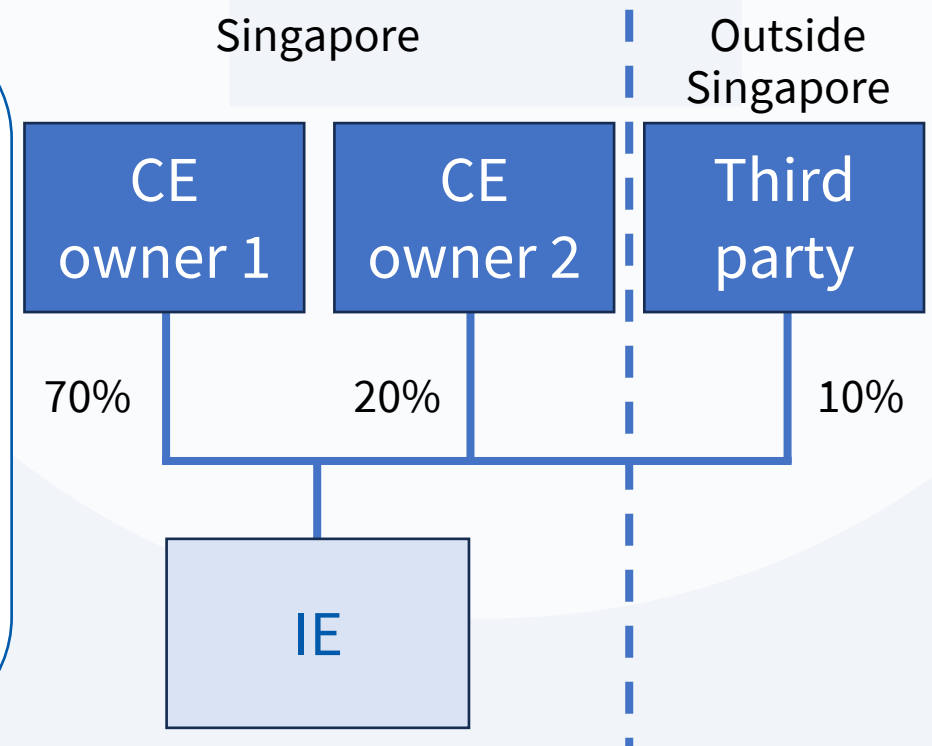 Singapore
Outside
Singapore
CE
owner 1
CE
owner 2
Third
party
70%
20%
10%
IE